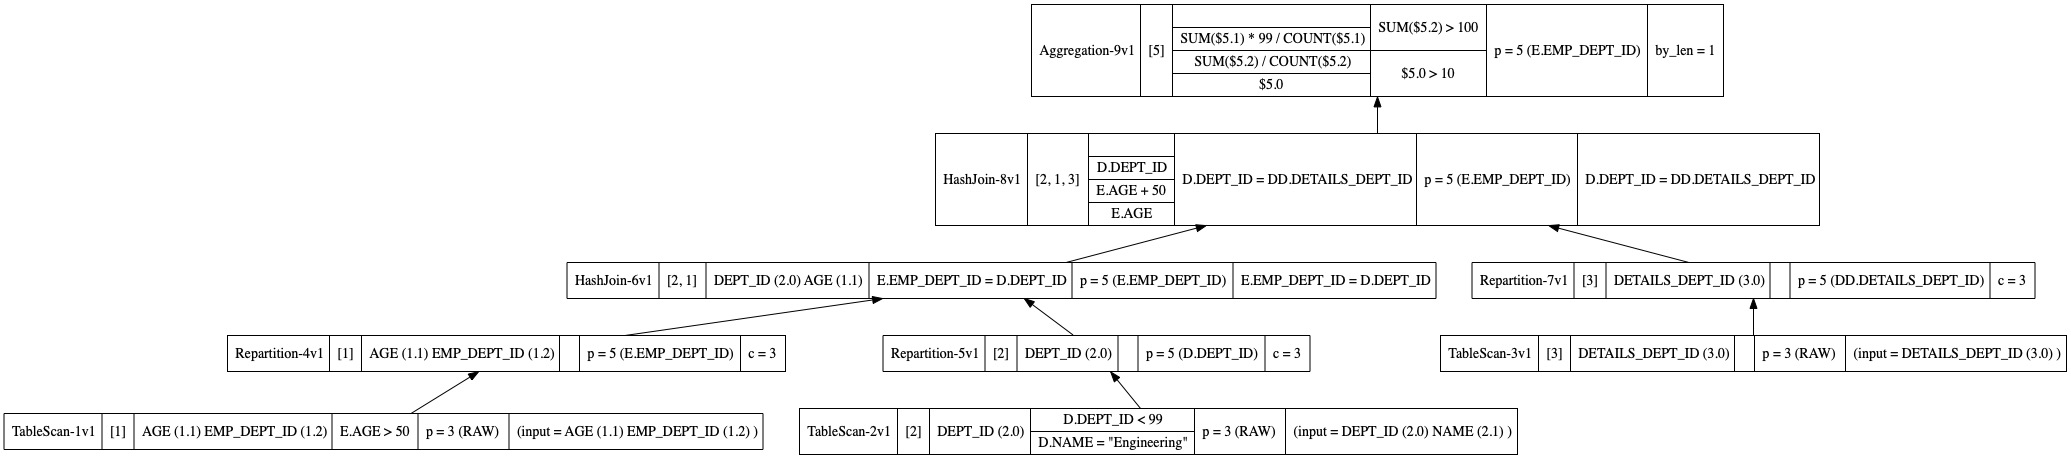 Aggregation-9v1 [5] SUM($5.1) * 99 / COUNT($5.1) SUM($5.2) / COUNT($5.2) $5.0 SUM($5.2) > 100 $5.0 > 10 p = 5 (E.EMP_DEPT_ID) by_len = 1
HashJoin-8v1 [2, 1, 3] D.DEPT_ID E.AGE + 50 E.AGE D.DEPT_ID = DD.DETAILS_DEPT_ID p = 5 (E.EMP_DEPT_ID) D.DEPT_ID = DD.DETAILS_DEPT_ID
HashJoin-6v1 [2, 1] DEPT_ID (2.0) AGE (1.1) E.EMP_DEPT_ID = D.DEPT_ID p = 5 (E.EMP_DEPT_ID) E.EMP_DEPT_ID = D.DEPT_ID
Repartition-7v1 [3] DETAILS_DEPT_ID (3.0) p = 5 (DD.DETAILS_DEPT_ID) c = 3
Repartition-4v1 [1] AGE (1.1) EMP_DEPT_ID (1.2) p = 5 (E.EMP_DEPT_ID) c = 3
Repartition-5v1 [2] DEPT_ID (2.0) p = 5 (D.DEPT_ID) c = 3
TableScan-3v1 [3] DETAILS_DEPT_ID (3.0) p = 3 (RAW) (input = DETAILS_DEPT_ID (3.0) )
TableScan-1v1 [1] AGE (1.1) EMP_DEPT_ID (1.2) E.AGE > 50 p = 3 (RAW) (input = AGE (1.1) EMP_DEPT_ID (1.2) )
TableScan-2v1 [2] DEPT_ID (2.0) D.DEPT_ID < 99 D.NAME = "Engineering" p = 3 (RAW) (input = DEPT_ID (2.0) NAME (2.1) )